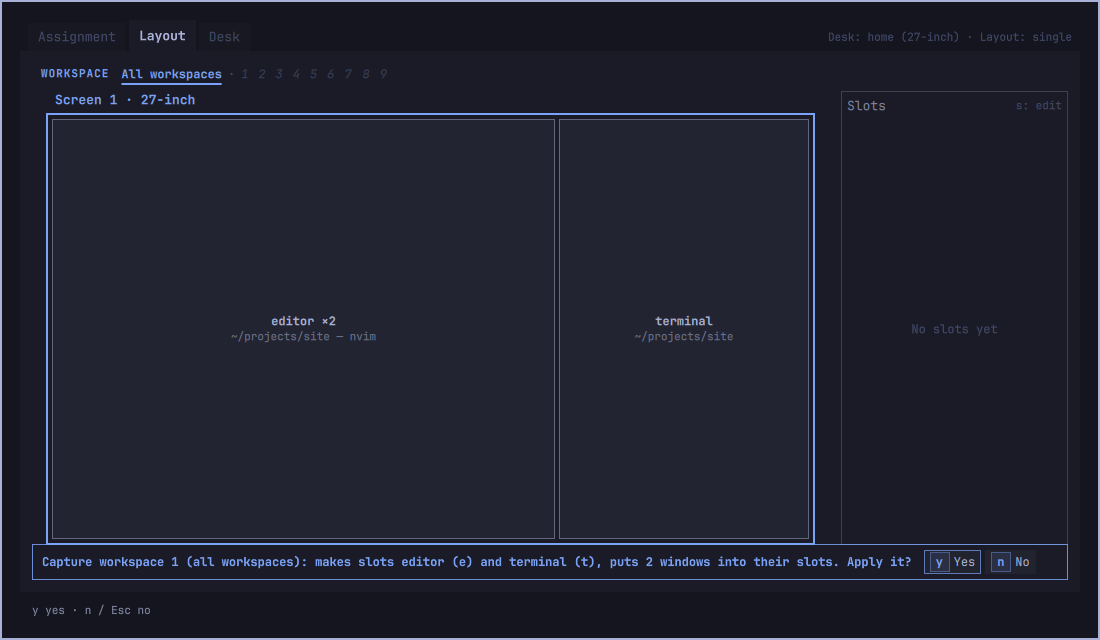 Assignment Layout Desk Desk: home (27-inch) · Layout: single
WORKSPACE All workspaces · 1 2 3 4 5 6 7 8 9
Screen 1 · 27-inch
Slots s: edit
editor ×2
~/projects/site — nvim
terminal
~/projects/site
No slots yet
Capture workspace 1 (all workspaces): makes slots editor (e) and terminal (t), puts 2 windows into their slots. Apply it? y Yes n No
y yes · n / Esc no